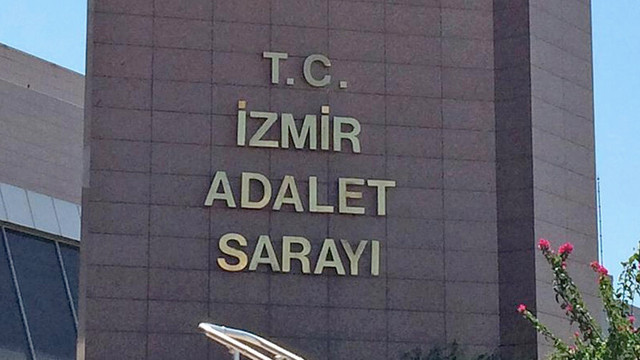 T.C.
İZMİR
ADALET
SARAYI